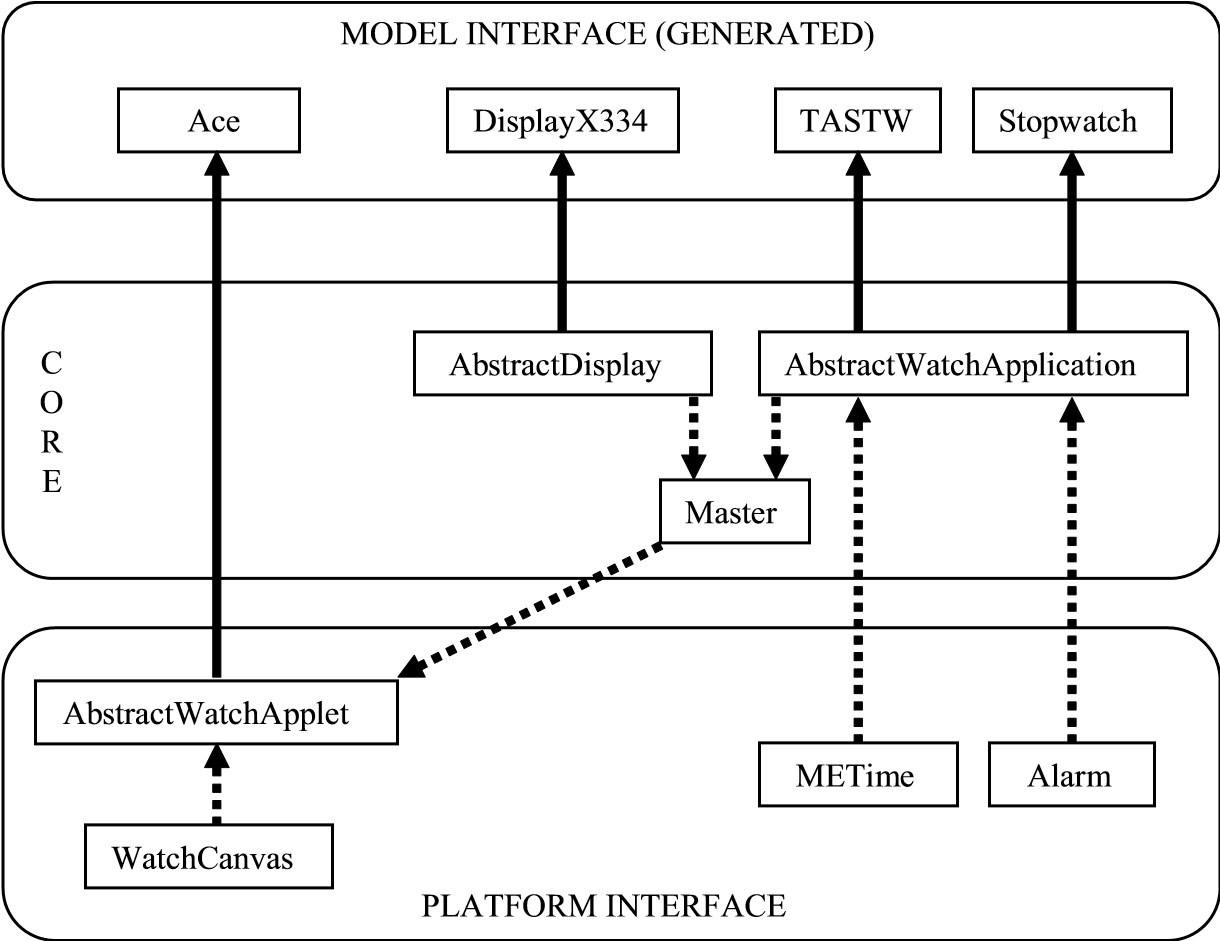 MODEL INTERFACE (GENERATED)
Ace
DisplayX334
TASTW
Stopwatch
C
O
R
E
AbstractDisplay
AbstractWatchApplication
Master
AbstractWatchApplet
METime
Alarm
WatchCanvas
PLATFORM INTERFACE